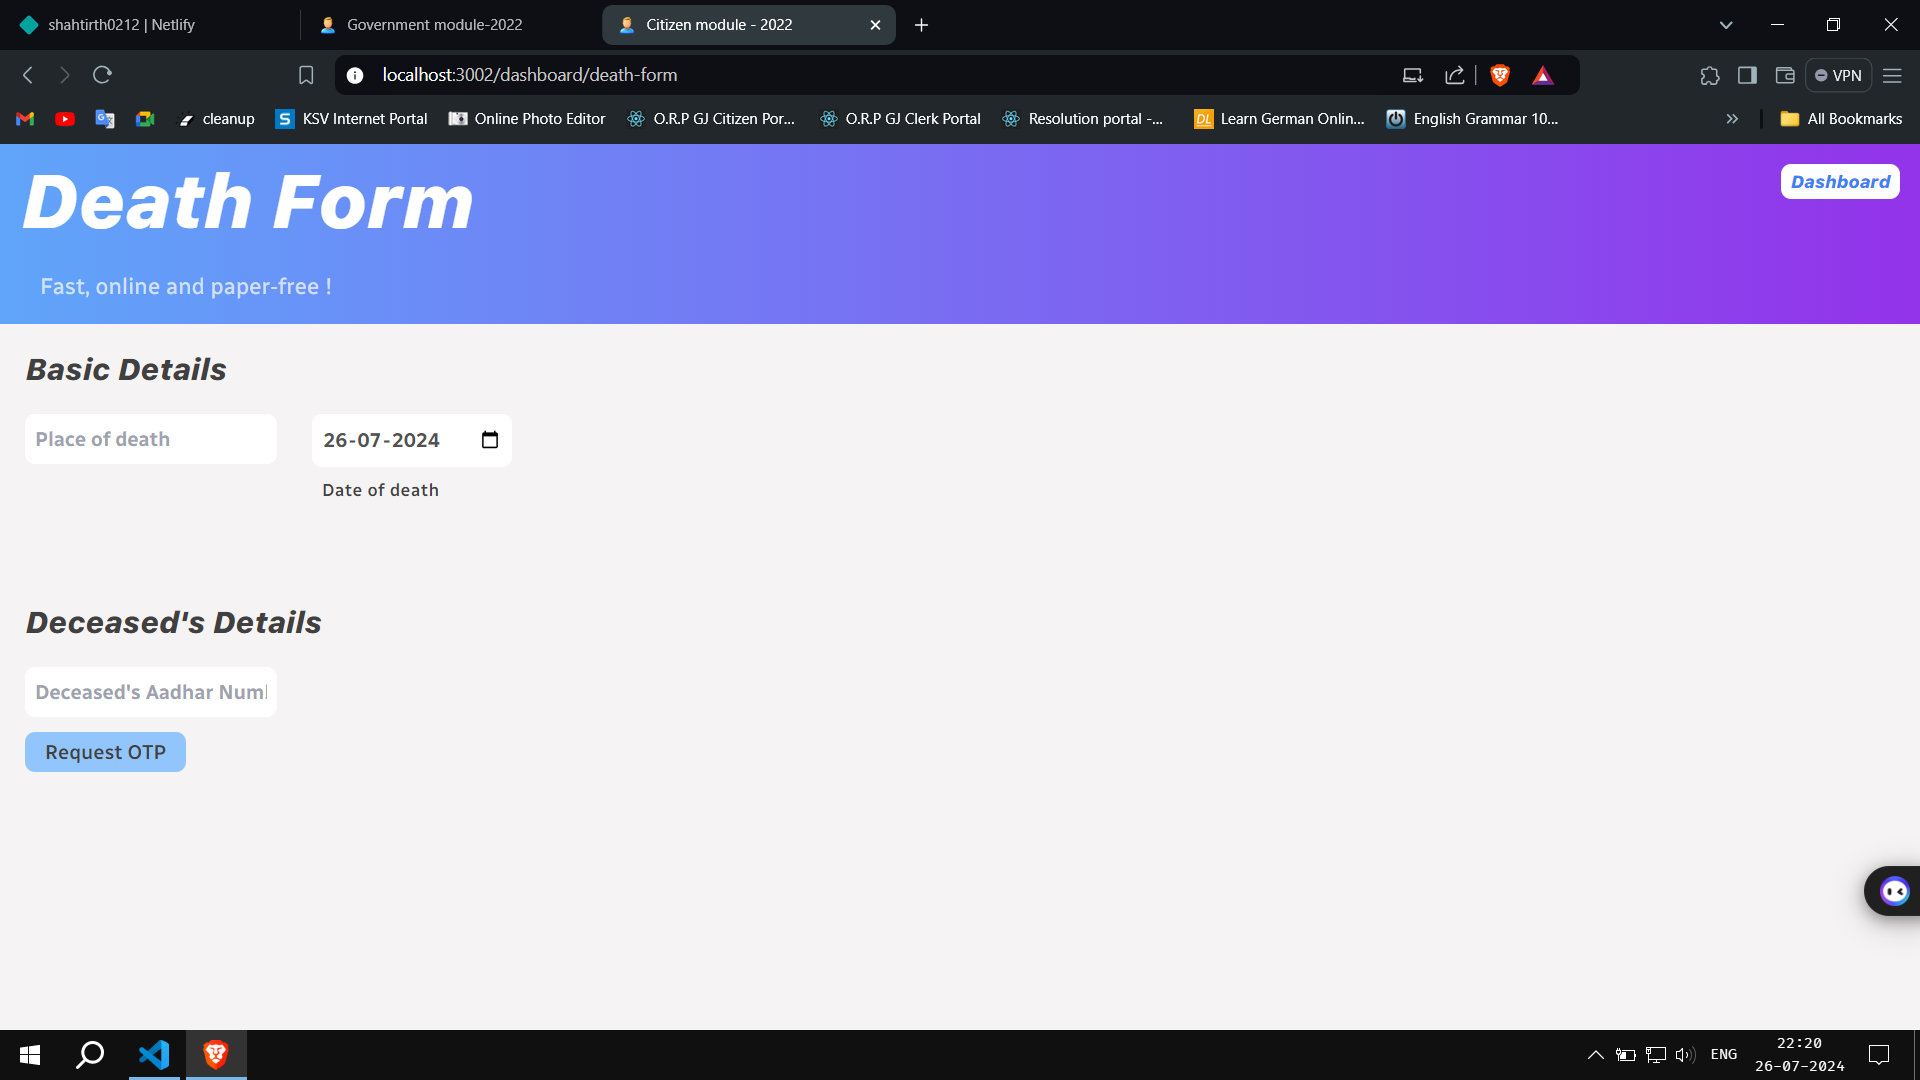 shahtirth0212 | Netlify
Government module-2022
Citizen module - 2022
localhost:3002/dashboard/death-form
VPN
cleanup
KSV Internet Portal
Online Photo Editor
O.R.P GJ Citizen Por...
O.R.P GJ Clerk Portal
Resolution portal -...
DL
Learn German Onlin...
English Grammar 10...
All Bookmarks
Death Form
Dashboard
Fast, online and paper-free !
Basic Details
Place of death
26-07-2024
Date of death
Deceased's Details
Deceased's Aadhar Num
Request OTP
ENG
22:20
26-07-2024